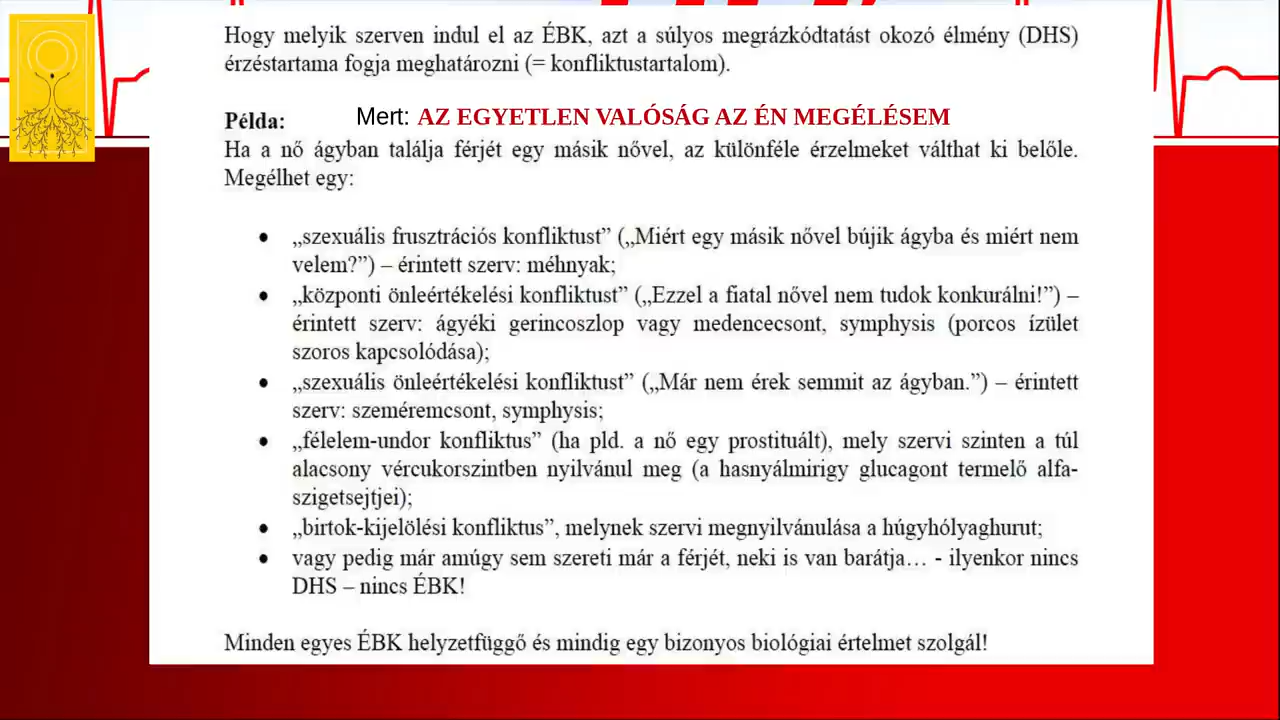 Hogy melyik szerven indul el az ÉBK, azt a súlyos megrázkódtatást okozó élmény (DHS)
érzéstartama fogja meghatározni (= konfliktustartalom).
Példa: Mert: AZ EGYETLEN VALÓSÁG AZ ÉN MEGÉLÉSEM
Ha a nő ágyban találja férjét egy másik nővel, az különféle érzelmeket válthat ki belőle.
Megélhet egy:
• „szexuális frusztrációs konfliktust” („Miért egy másik nővel bújik ágyba és miért nem
velem?”) – érintett szerv: méhnyak;
• „központi önleértékelési konfliktust” („Ezzel a fiatal nővel nem tudok konkurálni!”) –
érintett szerv: ágyéki gerincoszlop vagy medencecsont, symphysis (porcos ízület
szoros kapcsolódása);
• „szexuális önleértékelési konfliktust” („Már nem érek semmit az ágyban.”) – érintett
szerv: szeméremcsont, symphysis;
• „félelem-undor konfliktus” (ha pld. a nő egy prostituált), mely szervi szinten a túl
alacsony vércukorszintben nyilvánul meg (a hasnyálmirigy glucagont termelő alfa-
szigetsejtjei);
• „birtok-kijelölési konfliktus”, melynek szervi megnyilvánulása a húgyhólyaghurut;
• vagy pedig már amúgy sem szereti már a férjét, neki is van barátja… - ilyenkor nincs
DHS – nincs ÉBK!
Minden egyes ÉBK helyzetfüggő és mindig egy bizonyos biológiai értelmet szolgál!